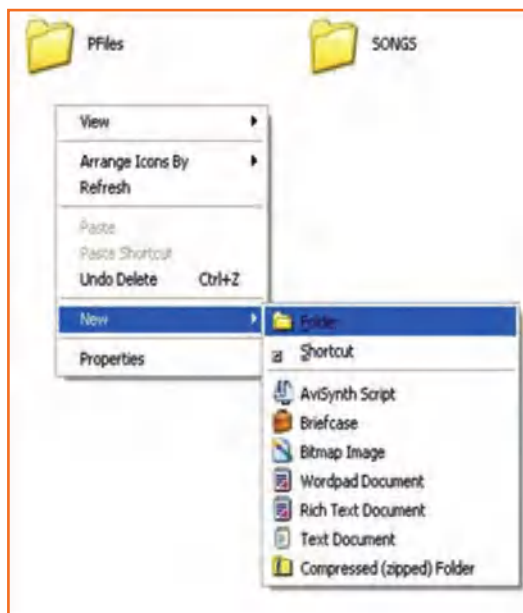 PFiles
SONGS
View
Arrange Icons By
Refresh
Paste
Paste Shortcut
Undo Delete Ctrl+Z
New
Properties
Folder
Shortcut
AviSynth Script
Briefcase
Bitmap Image
Wordpad Document
Rich Text Document
Text Document
Compressed (zipped) Folder